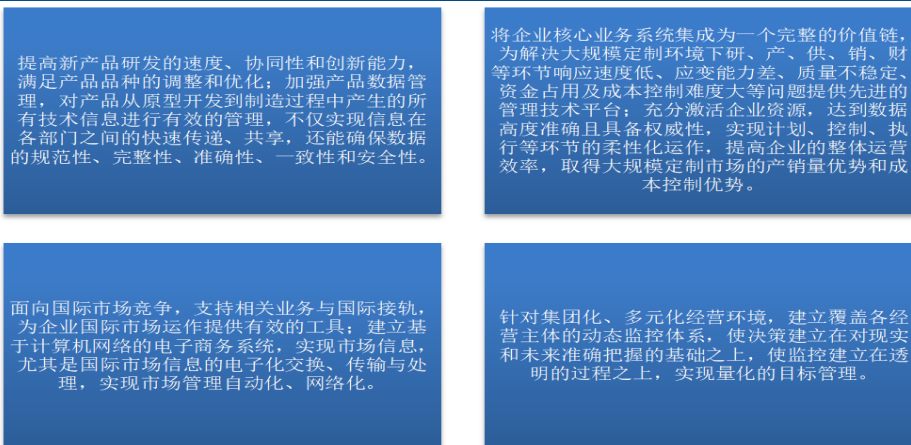 提高新产品研发的速度、协同性和创新能力，
满足产品品种的调整和优化；加强产品数据管
理，对产品从原型开发到制造过程中产生的所
有技术信息进行有效的管理，不仅实现信息在
各部门之间的快速传递、共享，还能确保数据
的规范性、完整性、准确性、一致性和安全性。
将企业核心业务系统集成为一个完整的价值链，
为解决大规模定制环境下研、产、供、销、财
等环节响应速度低、应变能力差、质量不稳定、
资金占用及成本控制难度大等问题提供先进的
管理技术平台；充分激活企业资源，达到数据
高度准确且具备权威性，实现计划、控制、执
行等环节的柔性化运作，提高企业的整体运营
效率，取得大规模定制市场的产销量优势和成
本控制优势。
面向国际市场竞争，支持相关业务与国际接轨，
为企业国际市场运作提供有效的工具；建立基
于计算机网络的电子商务系统，实现市场信息，
尤其是国际市场信息的电子化交换、传输与处
理，实现市场管理自动化、网络化。
针对集团化、多元化经营环境，建立覆盖各经
营主体的动态监控体系，使决策建立在对现实
和未来准确把握的基础之上，使监控建立在透
明的过程之上，实现量化的目标管理。